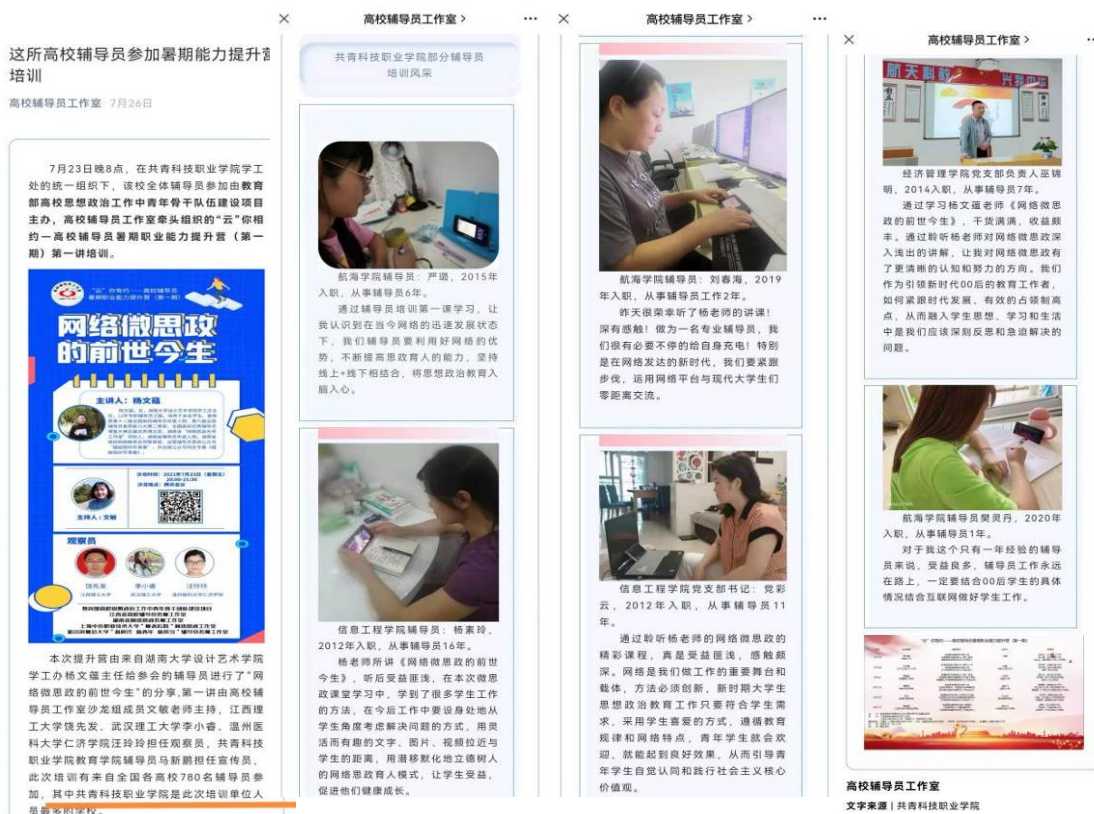 这所高校辅导员参加暑期能力提升营
培训
高校辅导员工作室 7月26日
7月23日晚8点，在共青科技职业学院学工
处的统一组织下，该校全体辅导员参加由教育
部高校思想政治工作中青年骨干队伍建设项目
主办，高校辅导员工作室牵头组织的“云”你相
约—高校辅导员暑期职业能力提升营（第一
期）第一讲培训。
“云”你有约——高校辅导员
暑期职业能力提升营（第一期）
网络微思政
的前世今生
主讲人：杨文蕴
主持人：文敏
观察员
饶先发
李小睿
汪玲玲
江西理工大学
武汉理工大学
温州医科大学仁济学院
本次提升营由来自湖南大学设计艺术学院
学工办杨文蕴主任给参会的辅导员进行了“网
络微思政的前世今生”的分享,第一讲由高校辅
导员工作室沙龙组成员文敏老师主持，江西理
工大学饶先发、武汉理工大学李小睿、温州医
科大学仁济学院汪玲玲担任观察员，共青科技
职业学院教育学院辅导员马新鹏担任宣传员，
此次培训有来自全国各高校780名辅导员参
加，其中共青科技职业学院是此次培训单位人
员最多的学校。
高校辅导员工作室 >
共青科技职业学院部分辅导员
培训风采
航海学院辅导员：严璐，2015年
入职，从事辅导员6年。
通过辅导员培训第一课学习，让
我认识到在当今网络的迅速发展状态
下，我们辅导员要利用好网络的优
势，不断提高思政育人的能力，坚持
线上+线下相结合，将思想政治教育入
脑入心。
信息工程学院辅导员：杨素玲，
2012年入职，从事辅导员16年。
杨老师所讲《网络微思政的前世
今生》，听后受益匪浅，在本次微思
政课堂学习中，学到了很多学生工作
的方法，在今后工作中要设身处地从
学生角度考虑解决问题的方式，用灵
活而有趣的文字、图片、视频拉近与
学生的距离，用潜移默化地立德树人
的网络思政育人模式，让学生受益，
促进他们健康成长。
高校辅导员工作室 >
航海学院辅导员：刘春海，2019
年入职，从事辅导员工作2年。
昨天很荣幸听了杨老师的讲课！
深有感触！做为一名专业辅导员，我
们很有必要不停的给自身充电！特别
是在网络发达的新时代，我们要紧跟
步伐，运用网络平台与现代大学生们
零距离交流。
信息工程学院党支部书记：党彩
云，2012年入职，从事辅导员11
年。
通过聆听杨老师的网络微思政的
精彩课程，真是受益匪浅，感触颇
深。网络是我们做工作的重要舞台和
载体，方法必须创新，新时期大学生
思想政治教育工作只要符合学生需
求，采用学生喜爱的方式，遵循教育
规律和网络特点，青年学生就会欢
迎，就能起到良好效果，从而引导青
年学生自觉认同和践行社会主义核心
价值观。
高校辅导员工作室 >
航天科教 兴我中华
经济管理学院党支部负责人巫锦
明，2014入职，从事辅导员7年。
通过学习杨文蕴老师《网络微思
政的前世今生》，干货满满，收益颇
丰。通过聆听杨老师对网络微思政深
入浅出的讲解，让我对网络微思政有
了更清晰的认知和努力的方向。我们
作为引领新时代00后的教育工作者，
如何紧跟时代发展，有效的占领制高
点，从而融入学生思想、学习和生活
中是我们应该深刻反思和急迫解决的
问题。
航海学院辅导员樊灵丹，2020年
入职，从事辅导员1年。
对于我这个只有一年经验的辅导
员来说，受益良多，辅导员工作永远
在路上，一定要结合00后学生的具体
情况结合互联网做好学生工作。
高校辅导员工作室
文字来源 | 共青科技职业学院